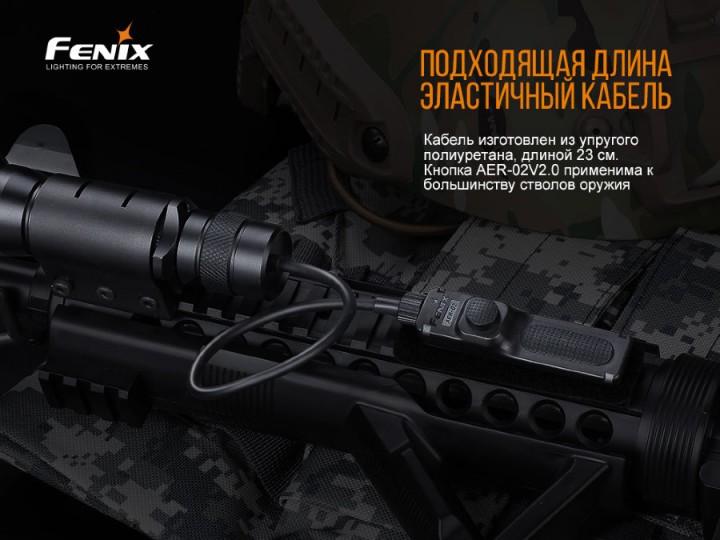 FENIX
LIGHTING FOR EXTREMES
ПОДХОДЯЩАЯ ДЛИНА
ЭЛАСТИЧНЫЙ КАБЕЛЬ
Кабель изготовлен из упругого
полиуретана, длиной 23 см.
Кнопка AER-02V2.0 применима к
большинству стволов оружия
FENIX